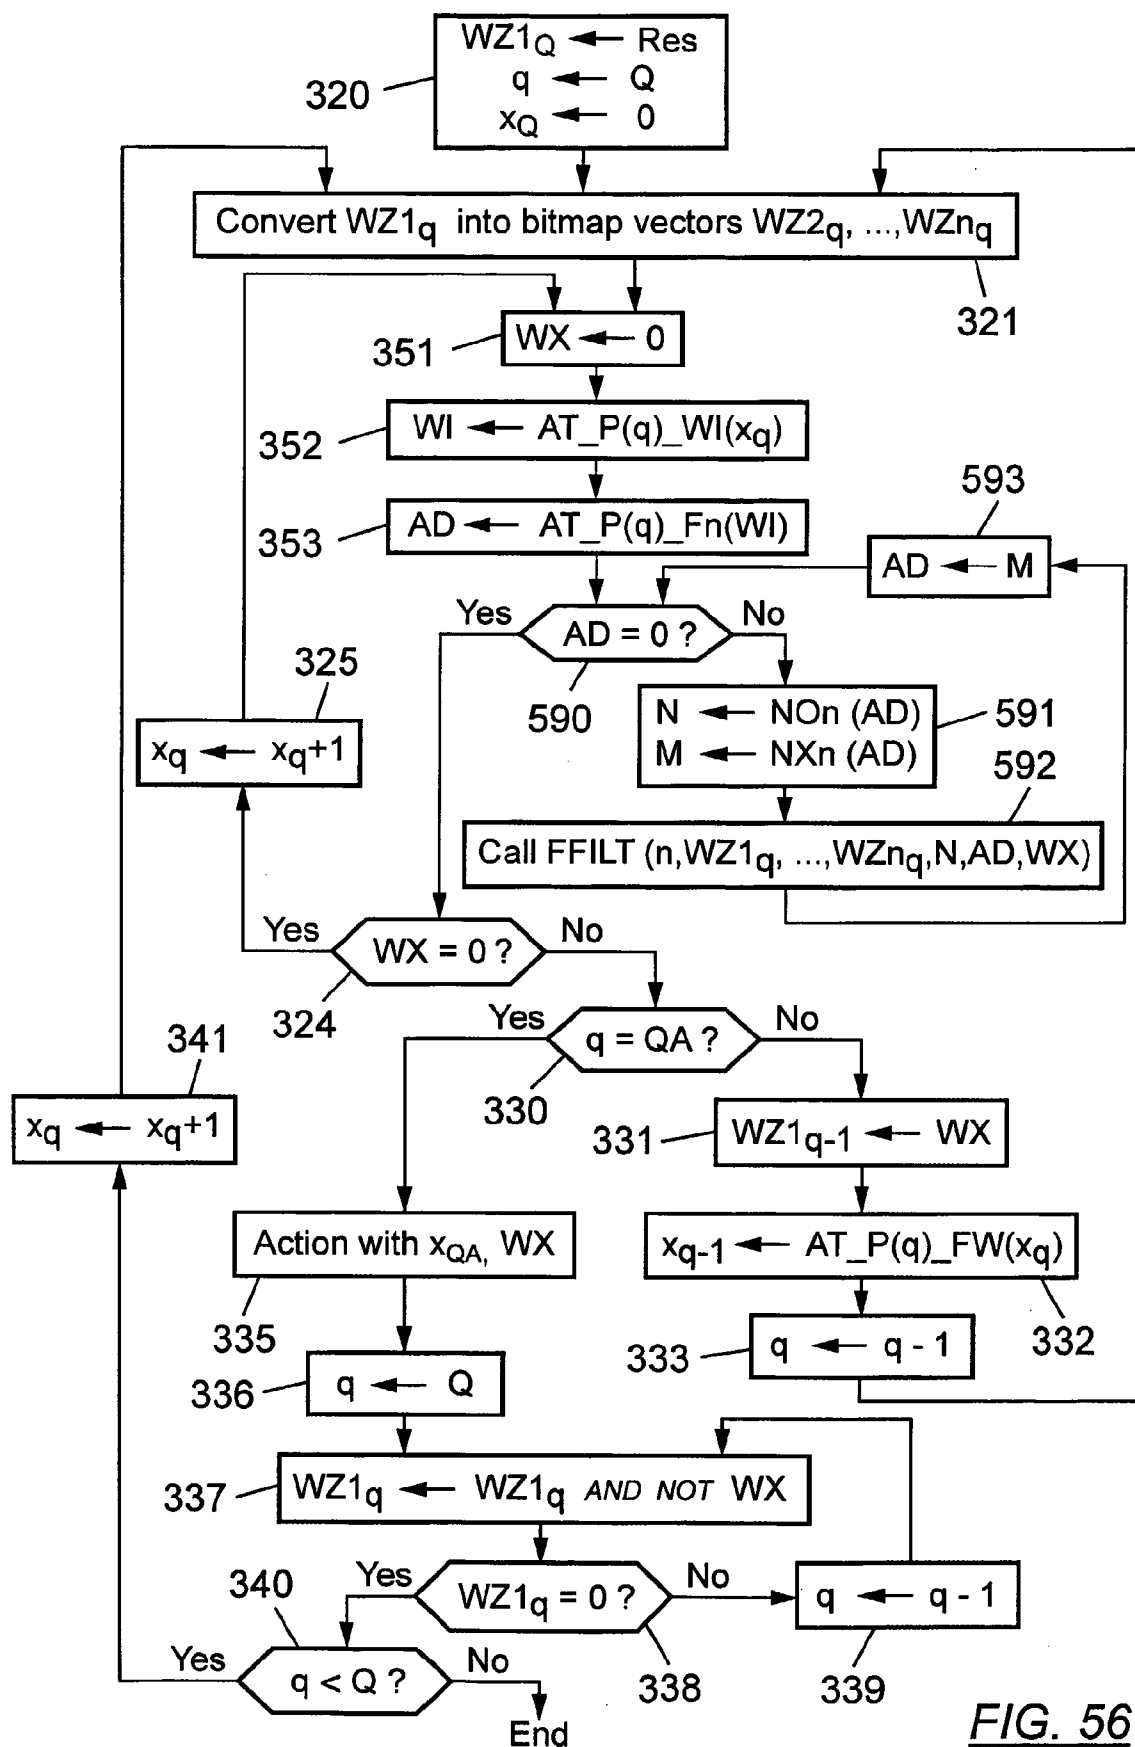 WZ1Q ← Res
q ← Q
xQ ← 0
320
Convert WZ1q into bitmap vectors WZ2q, ...,WZnq
321
WX ← 0
351
WI ← AT_P(q)_WI(xq)
352
AD ← AT_P(q)_Fn(WI)
353
593
AD ← M
Yes
AD = 0 ?
No
590
325
xq ← xq+1
N ← NOn (AD)
M ← NXn (AD)
591
592
Call FFILT (n,WZ1q, ...,WZnq,N,AD,WX)
Yes
WX = 0 ?
No
324
Yes
q = QA ?
No
330
341
xq ← xq+1
331
WZ1q-1 ← WX
Action with xQA, WX
335
xq-1 ← AT_P(q)_FW(xq)
332
333
q ← q - 1
336
q ← Q
337
WZ1q ← WZ1q AND NOT WX
340
Yes
WZ1q = 0 ?
No
338
q ← q - 1
339
Yes
q < Q ?
No
End
FIG. 56